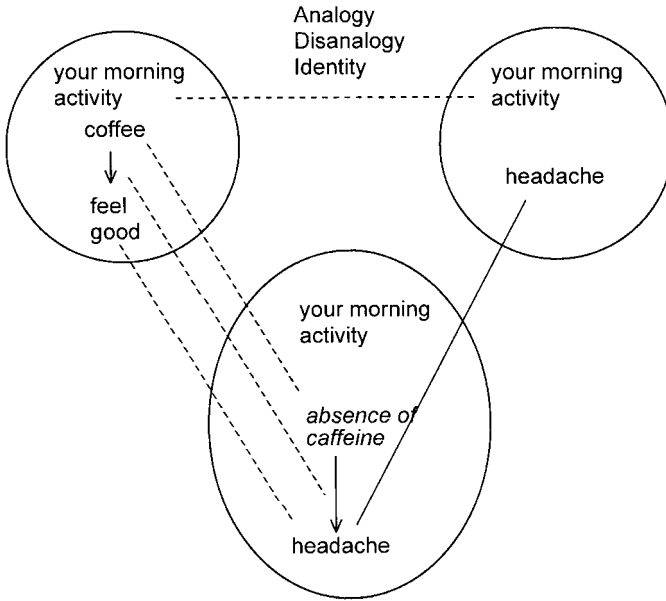 Analogy
Disanalogy
Identity
your morning
activity
coffee
feel
good
your morning
activity
headache
your morning
activity
absence of
caffeine
headache